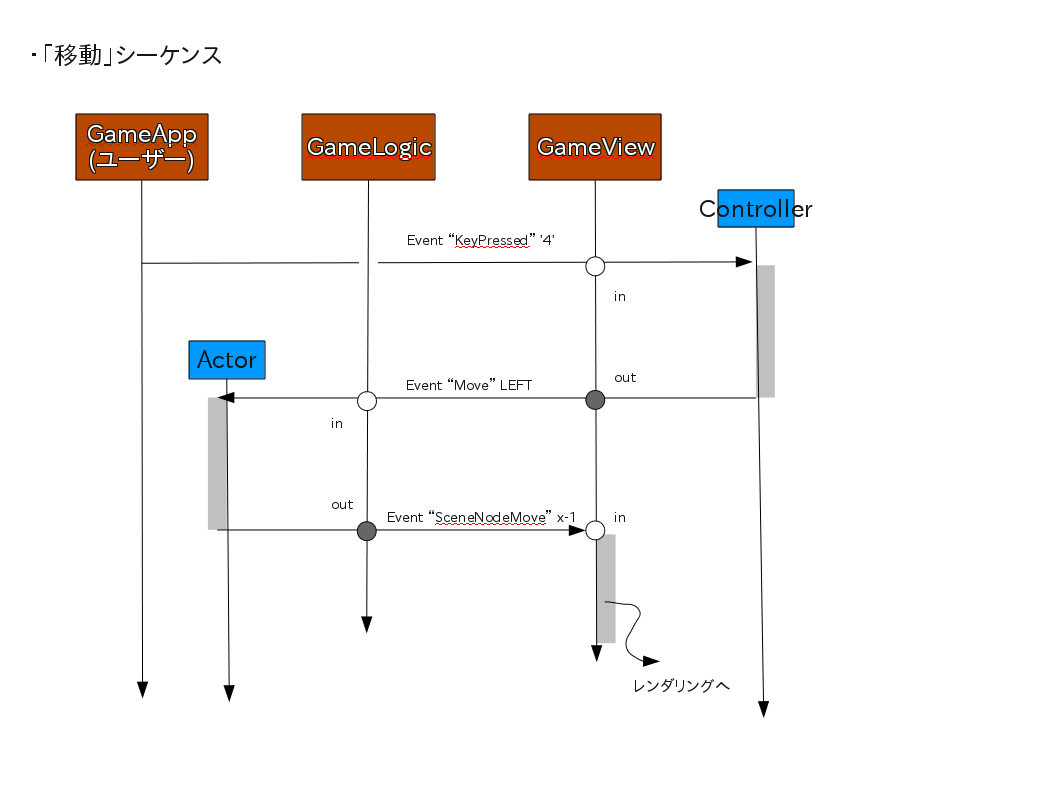 ・「移動」シーケンス
GameApp
(ユーザー)
GameLogic
GameView
Controller
Event “KeyPressed” '4'
in
Actor
out
Event “Move” LEFT
in
out
Event “SceneNodeMove” x-1
in
レンダリングへ